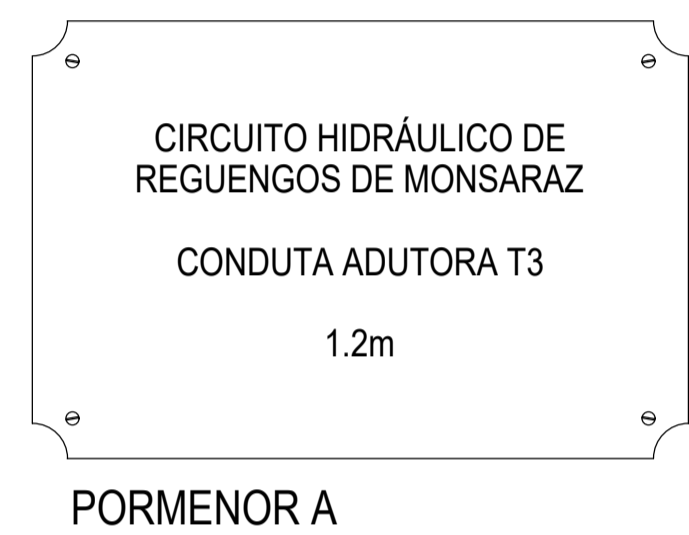 CIRCUITO HIDRÁULICO DE
REGUENGOS DE MONSARAZ
CONDUTA ADUTORA T3
1.2m
PORMENOR A